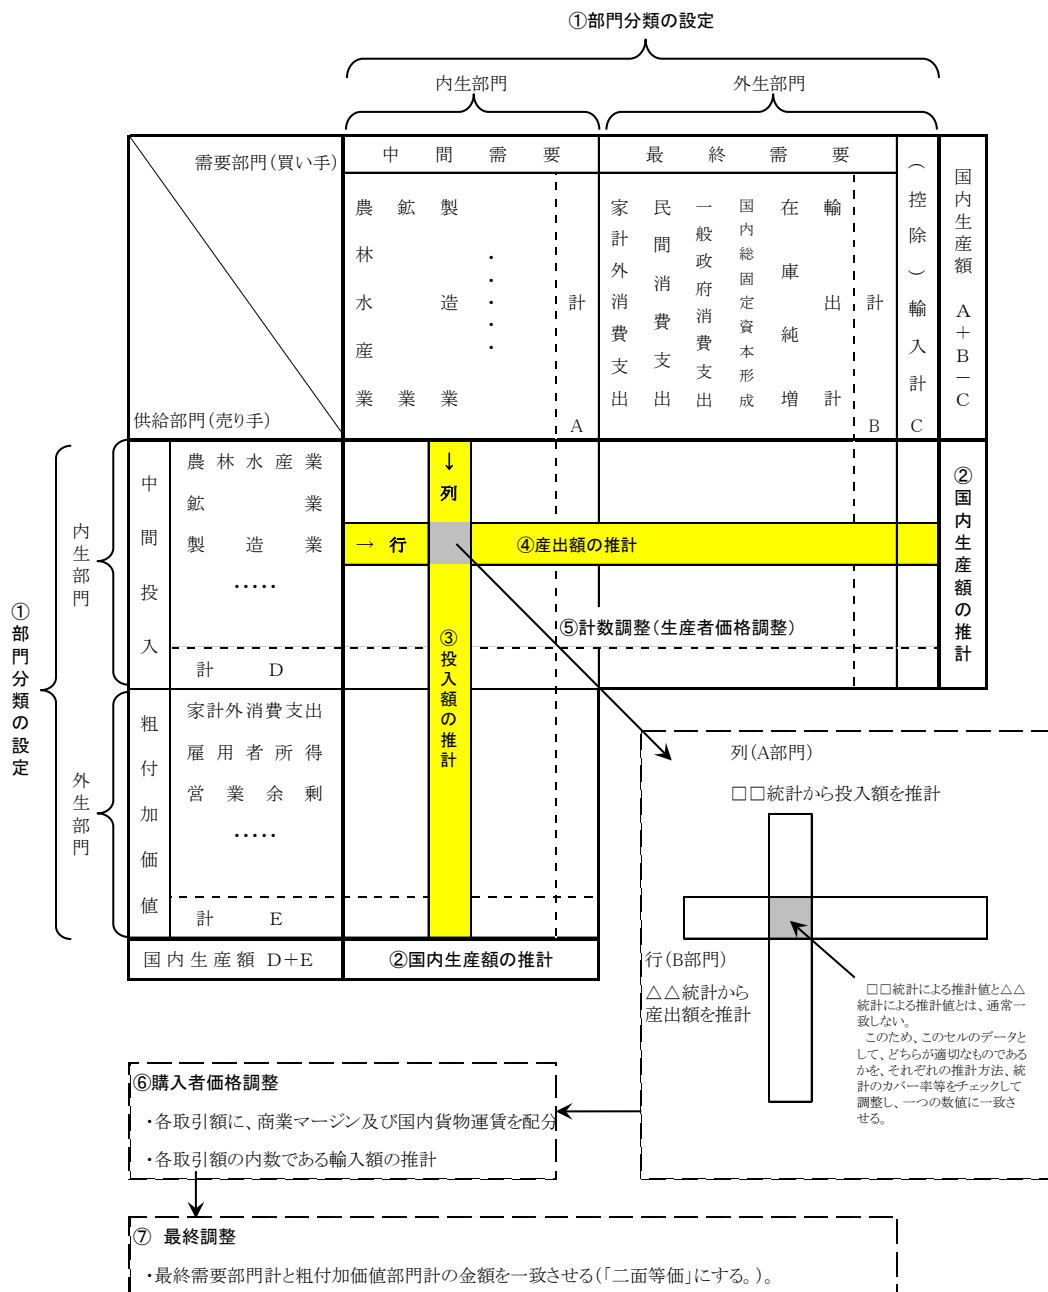 ①部門分類の設定
内生部門
外生部門
需要部門(買い手)
供給部門(売り手)
中間需要
最終需要
農林水産業
鉱業
製造業
・・・・・
計 A
家計外消費支出
民間消費支出
一般政府消費支出
国内総固定資本形成
在庫純増
輸出計
計 B
(控除)輸入計 C
国内生産額 A+B-C
①部門分類の設定
内生部門
外生部門
中間投入
農林水産業
鉱業
製造業
・・・・・
計 D
粗付加価値
家計外消費支出
雇用者所得
営業余剰
・・・・・
計 E
国内生産額 D+E
↓列
→ 行
④産出額の推計
③投入額の推計
②国内生産額の推計
⑤計数調整(生産者価格調整)
②国内生産額の推計
列(A部門)
□□統計から投入額を推計
行(B部門)
△△統計から
産出額を推計
□□統計による推計値と△△
統計による推計値とは、通常一
致しない。
このため、このセルのデータと
して、どちらが適切なものである
かを、それぞれの推計方法、統
計のカバー率等をチェックして
調整し、一つの数値に一致さ
せる。
⑥購入者価格調整
・各取引額に、商業マージン及び国内貨物運賃を配分
・各取引額の内数である輸入額の推計
⑦ 最終調整
・最終需要部門計と粗付加価値部門計の金額を一致させる(「二面等価」にする。)。